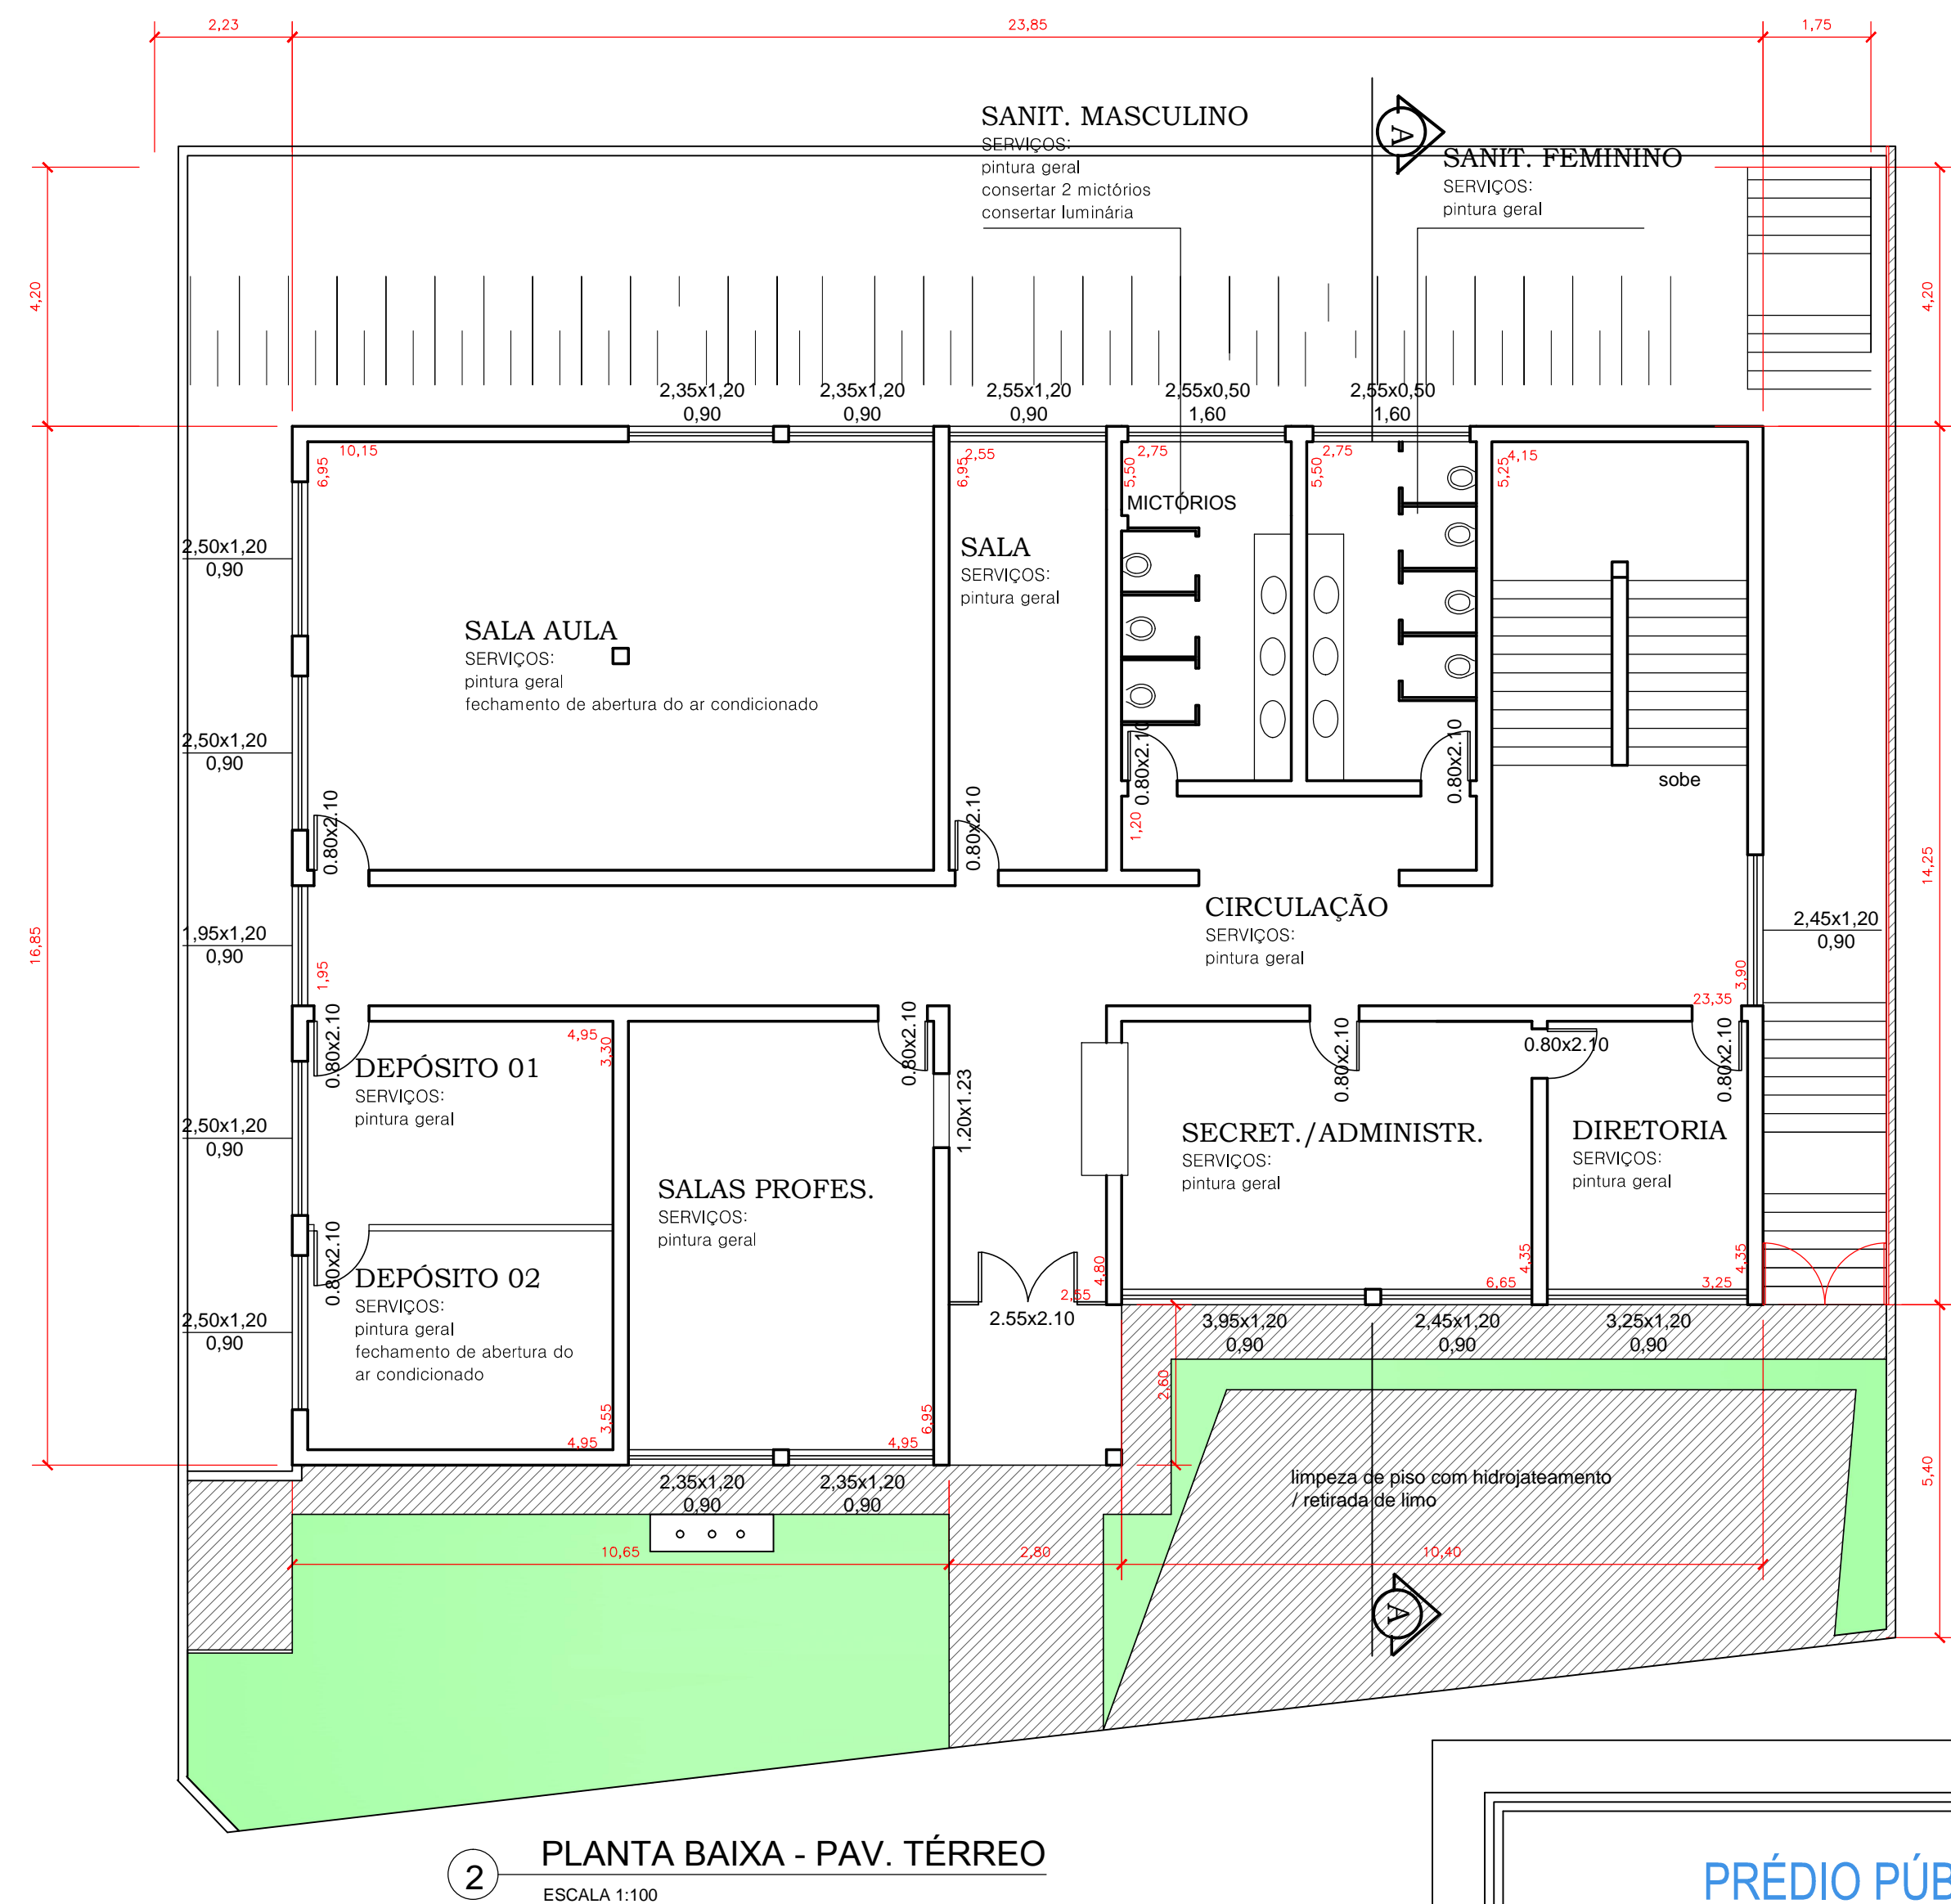 2,23
23,85
1,75
SANIT. MASCULINO
SERVIÇOS:
pintura geral
consertar 2 mictórios
consertar luminária
A
SANIT. FEMININO
SERVIÇOS:
pintura geral
4,20
4,20
2,35x1,20
0,90
2,35x1,20
0,90
2,55x1,20
0,90
2,55x0,50
1,60
2,55x0,50
1,60
10,15
6,95
2,55
6,95
2,75
5,50
2,75
5,50
4,15
5,25
MICTÓRIOS
2,50x1,20
0,90
SALA
SERVIÇOS:
pintura geral
SALA AULA
SERVIÇOS:
pintura geral
fechamento de abertura do ar condicionado
2,50x1,20
0,90
0.80x2.10
0.80x2.10
sobe
0.80x2.10
0.80x2.10
1,20
14,25
16,85
CIRCULAÇÃO
SERVIÇOS:
pintura geral
1,95x1,20
0,90
1,95
2,45x1,20
0,90
3,90
23,35
4,95
3,30
0.80x2.10
0.80x2.10
0.80x2.10
0.80x2.10
0.80x2.10
DEPÓSITO 01
SERVIÇOS:
pintura geral
2,50x1,20
0,90
1.20x1.23
SECRET./ADMINISTR.
SERVIÇOS:
pintura geral
DIRETORIA
SERVIÇOS:
pintura geral
SALAS PROFES.
SERVIÇOS:
pintura geral
0.80x2.10
DEPÓSITO 02
SERVIÇOS:
pintura geral
fechamento de abertura do
ar condicionado
2,50x1,20
0,90
4,80
2,55
2.55x2.10
4,35
6,65
4,35
3,25
3,95x1,20
0,90
2,45x1,20
0,90
3,25x1,20
0,90
2,60
4,95
3,55
4,95
6,95
5,40
2,35x1,20
0,90
2,35x1,20
0,90
limpeza de piso com hidrojateamento
/ retirada de limo
10,65
2,80
10,40
A
2
PLANTA BAIXA - PAV. TÉRREO
ESCALA 1:100
PRÉDIO PÚB